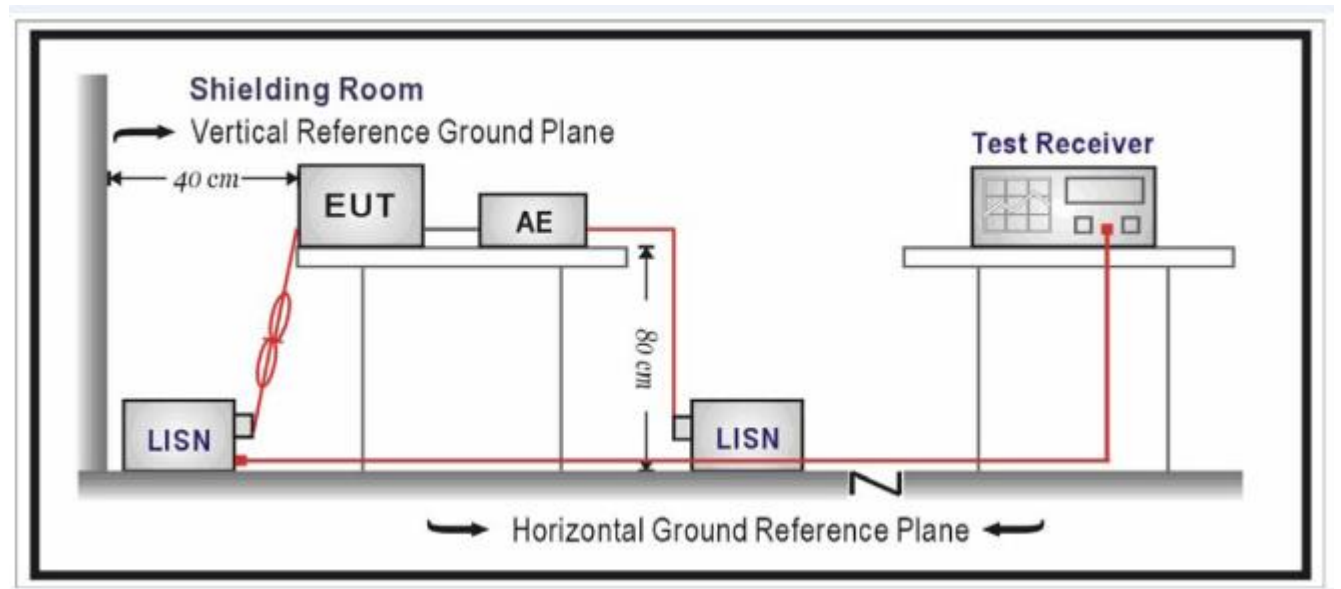 Shielding Room
Vertical Reference Ground Plane
Test Receiver
40 cm
EUT
AE
80 cm
LISN
LISN
Horizontal Ground Reference Plane